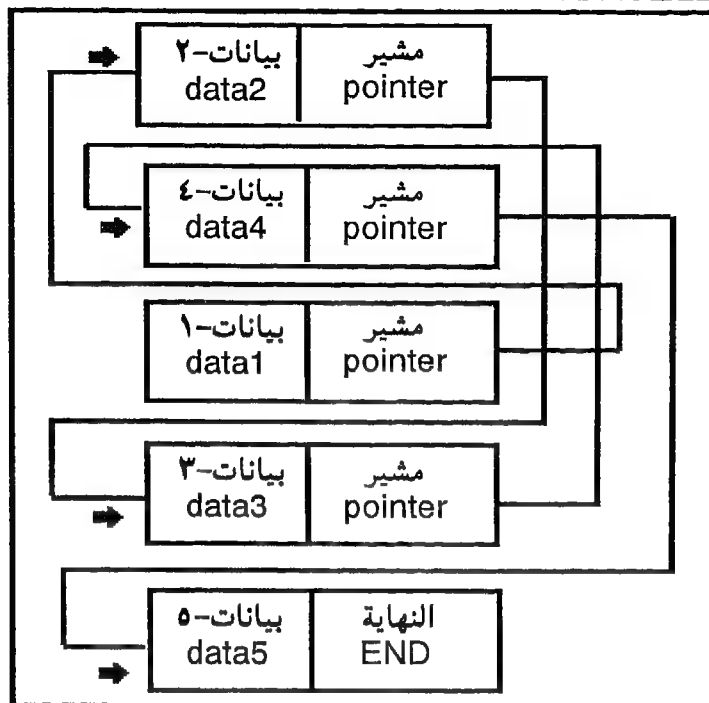 بيانات-٢ مشير
data2 pointer
بيانات-٤ مشير
data4 pointer
بيانات-١ مشير
data1 pointer
بيانات-٣ مشير
data3 pointer
بيانات-٥ النهاية
data5 END